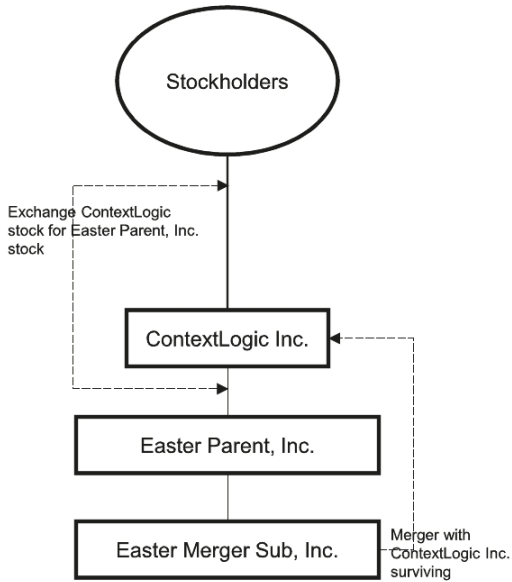 Stockholders
Exchange ContextLogic
stock for Easter Parent, Inc.
stock
ContextLogic Inc.
Easter Parent, Inc.
Easter Merger Sub, Inc.
Merger with
ContextLogic Inc.
surviving